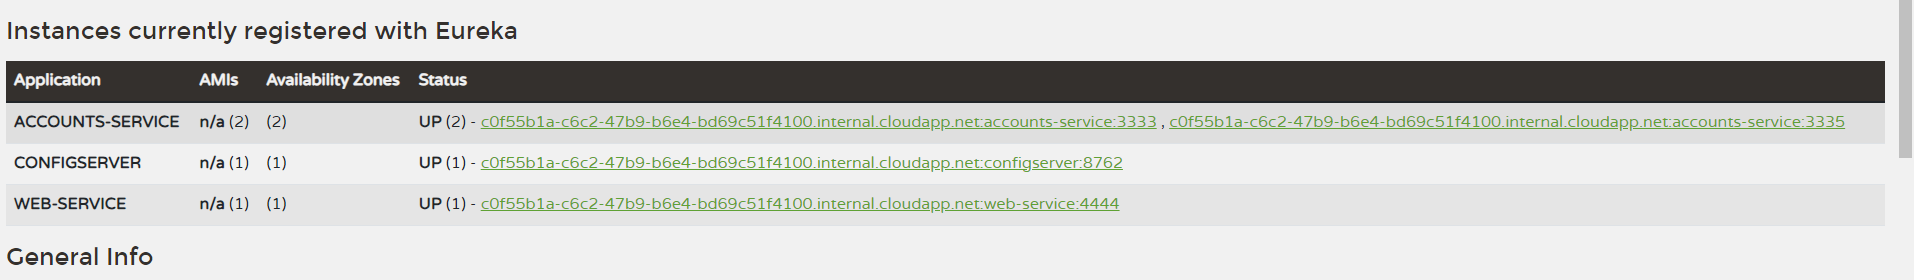 Instances currently registered with Eureka
Application AMIs Availability Zones Status
ACCOUNTS-SERVICE n/a (2) (2) UP (2) - c0f55b1a-c6c2-47b9-b6e4-bd69c51f4100.internal.cloudapp.net:accounts-service:3333 , c0f55b1a-c6c2-47b9-b6e4-bd69c51f4100.internal.cloudapp.net:accounts-service:3335
CONFIGSERVER n/a (1) (1) UP (1) - c0f55b1a-c6c2-47b9-b6e4-bd69c51f4100.internal.cloudapp.net:configserver:8762
WEB-SERVICE n/a (1) (1) UP (1) - c0f55b1a-c6c2-47b9-b6e4-bd69c51f4100.internal.cloudapp.net:web-service:4444
General Info